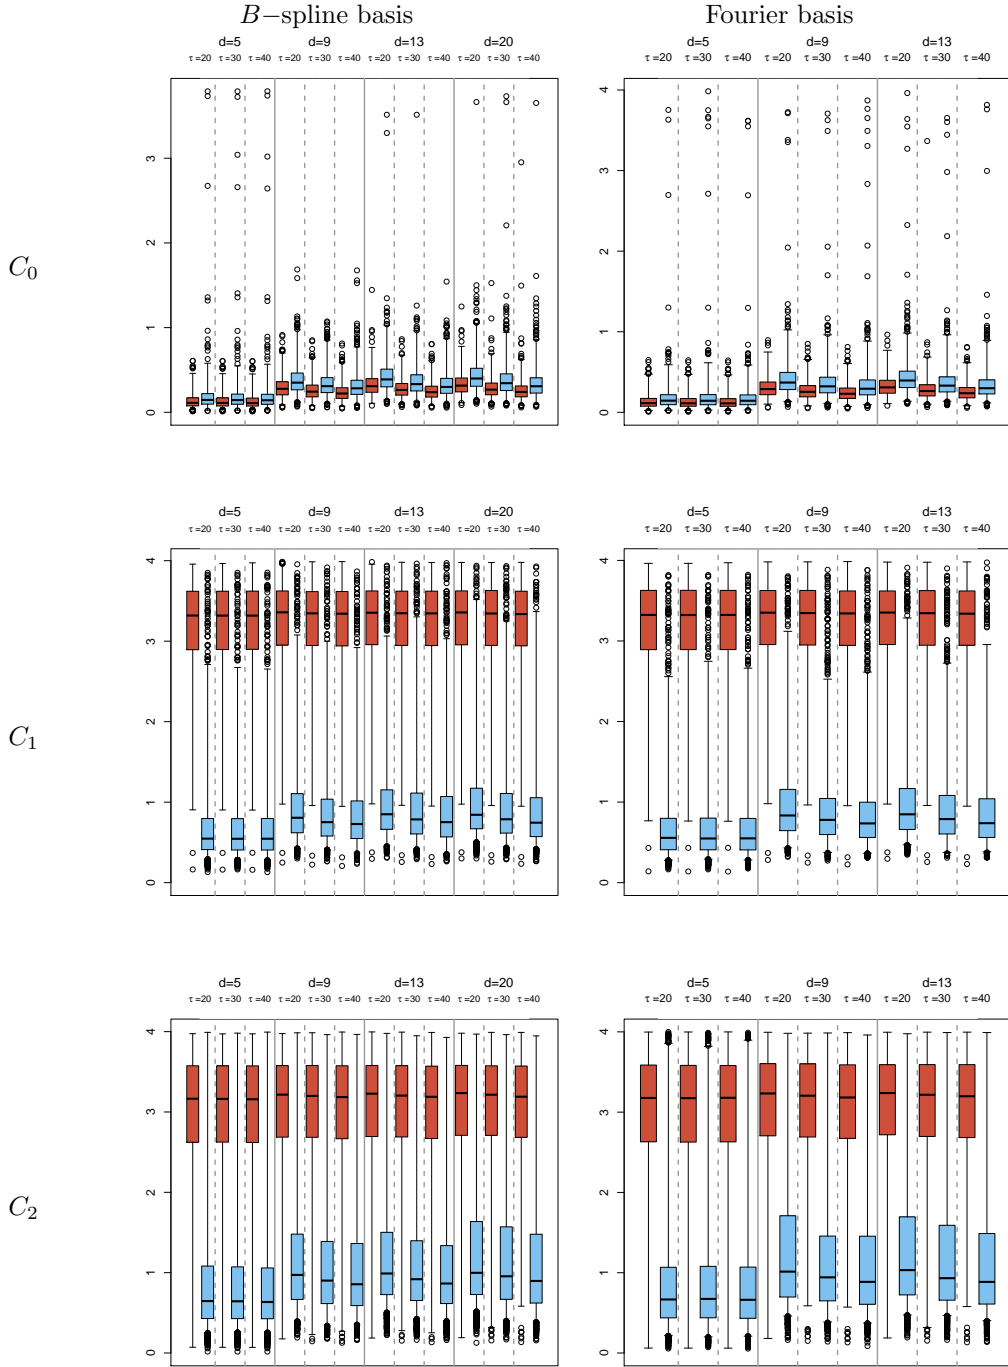 B−spline basis Fourier basis
d=5 d=9 d=13 d=20 d=5 d=9 d=13
τ =20 τ =30 τ =40 τ =20 τ =30 τ =40 τ =20 τ =30 τ =40 τ =20 τ =30 τ =40 τ =20 τ =30 τ =40 τ =20 τ =30 τ =40 τ =20 τ =30 τ =40
C0
3
2
1
0
4
3
2
1
0
d=5 d=9 d=13 d=20 d=5 d=9 d=13
τ =20 τ =30 τ =40 τ =20 τ =30 τ =40 τ =20 τ =30 τ =40 τ =20 τ =30 τ =40 τ =20 τ =30 τ =40 τ =20 τ =30 τ =40 τ =20 τ =30 τ =40
C1
4
3
2
1
0
4
3
2
1
0
d=5 d=9 d=13 d=20 d=5 d=9 d=13
τ =20 τ =30 τ =40 τ =20 τ =30 τ =40 τ =20 τ =30 τ =40 τ =20 τ =30 τ =40 τ =20 τ =30 τ =40 τ =20 τ =30 τ =40 τ =20 τ =30 τ =40
C2
4
3
2
1
0
4
3
2
1
0